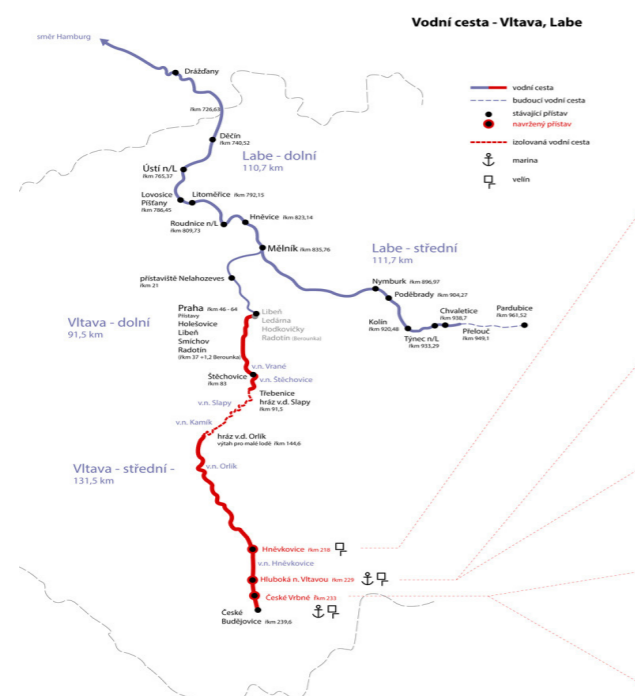 Vodní cesta - Vltava, Labe
směr Hamburg
Drážďany
vodní cesta
budoucí vodní cesta
stávající přístav
navržený přístav
izolovaná vodní cesta
marina
velín
řkm 726,63
Děčín
řkm 740,52
Labe - dolní
110,7 km
Ústí n/L
řkm 765,37
Lovosice
Píšťany
řkm 786,45
Litoměřice řkm 792,15
Roudnice n/L
řkm 809,73
Hněvice řkm 823,14
Mělník řkm 835,76
Labe - střední
111,7 km
přístaviště Nelahozeves
řkm 21
Nymburk řkm 896,97
Poděbrady řkm 904,27
Kolín
řkm 920,48
Týnec n/L
řkm 933,29
Chvaletice
řkm 938,7
Přelouč
řkm 949,1
Pardubice
řkm 961,52
Vltava - dolní
91,5 km
Praha řkm 46 - 64
Přístavy
Holešovice
Libeň
Smíchov
Radotín
(řkm 37 +1,2 Berounka)
Libeň
Ledárna
Hodkovičky
Radotín (Berounka)
v.n. Vrané
Štěchovice
řkm 83
v.n. Štěchovice
Třebenice
hráz v.d. Slapy
řkm 91,5
v.n. Slapy
v.n. Kamík
hráz v.d. Orlík
výtah pro malé lodě řkm 144,6
Vltava - střední -
131,5 km
v.n. Orlík
Hněvkovice řkm 210
v.n. Hněvkovice
Hluboká n. Vltavou řkm 229
České Vrbné řkm 233
České
Budějovice řkm 239,6